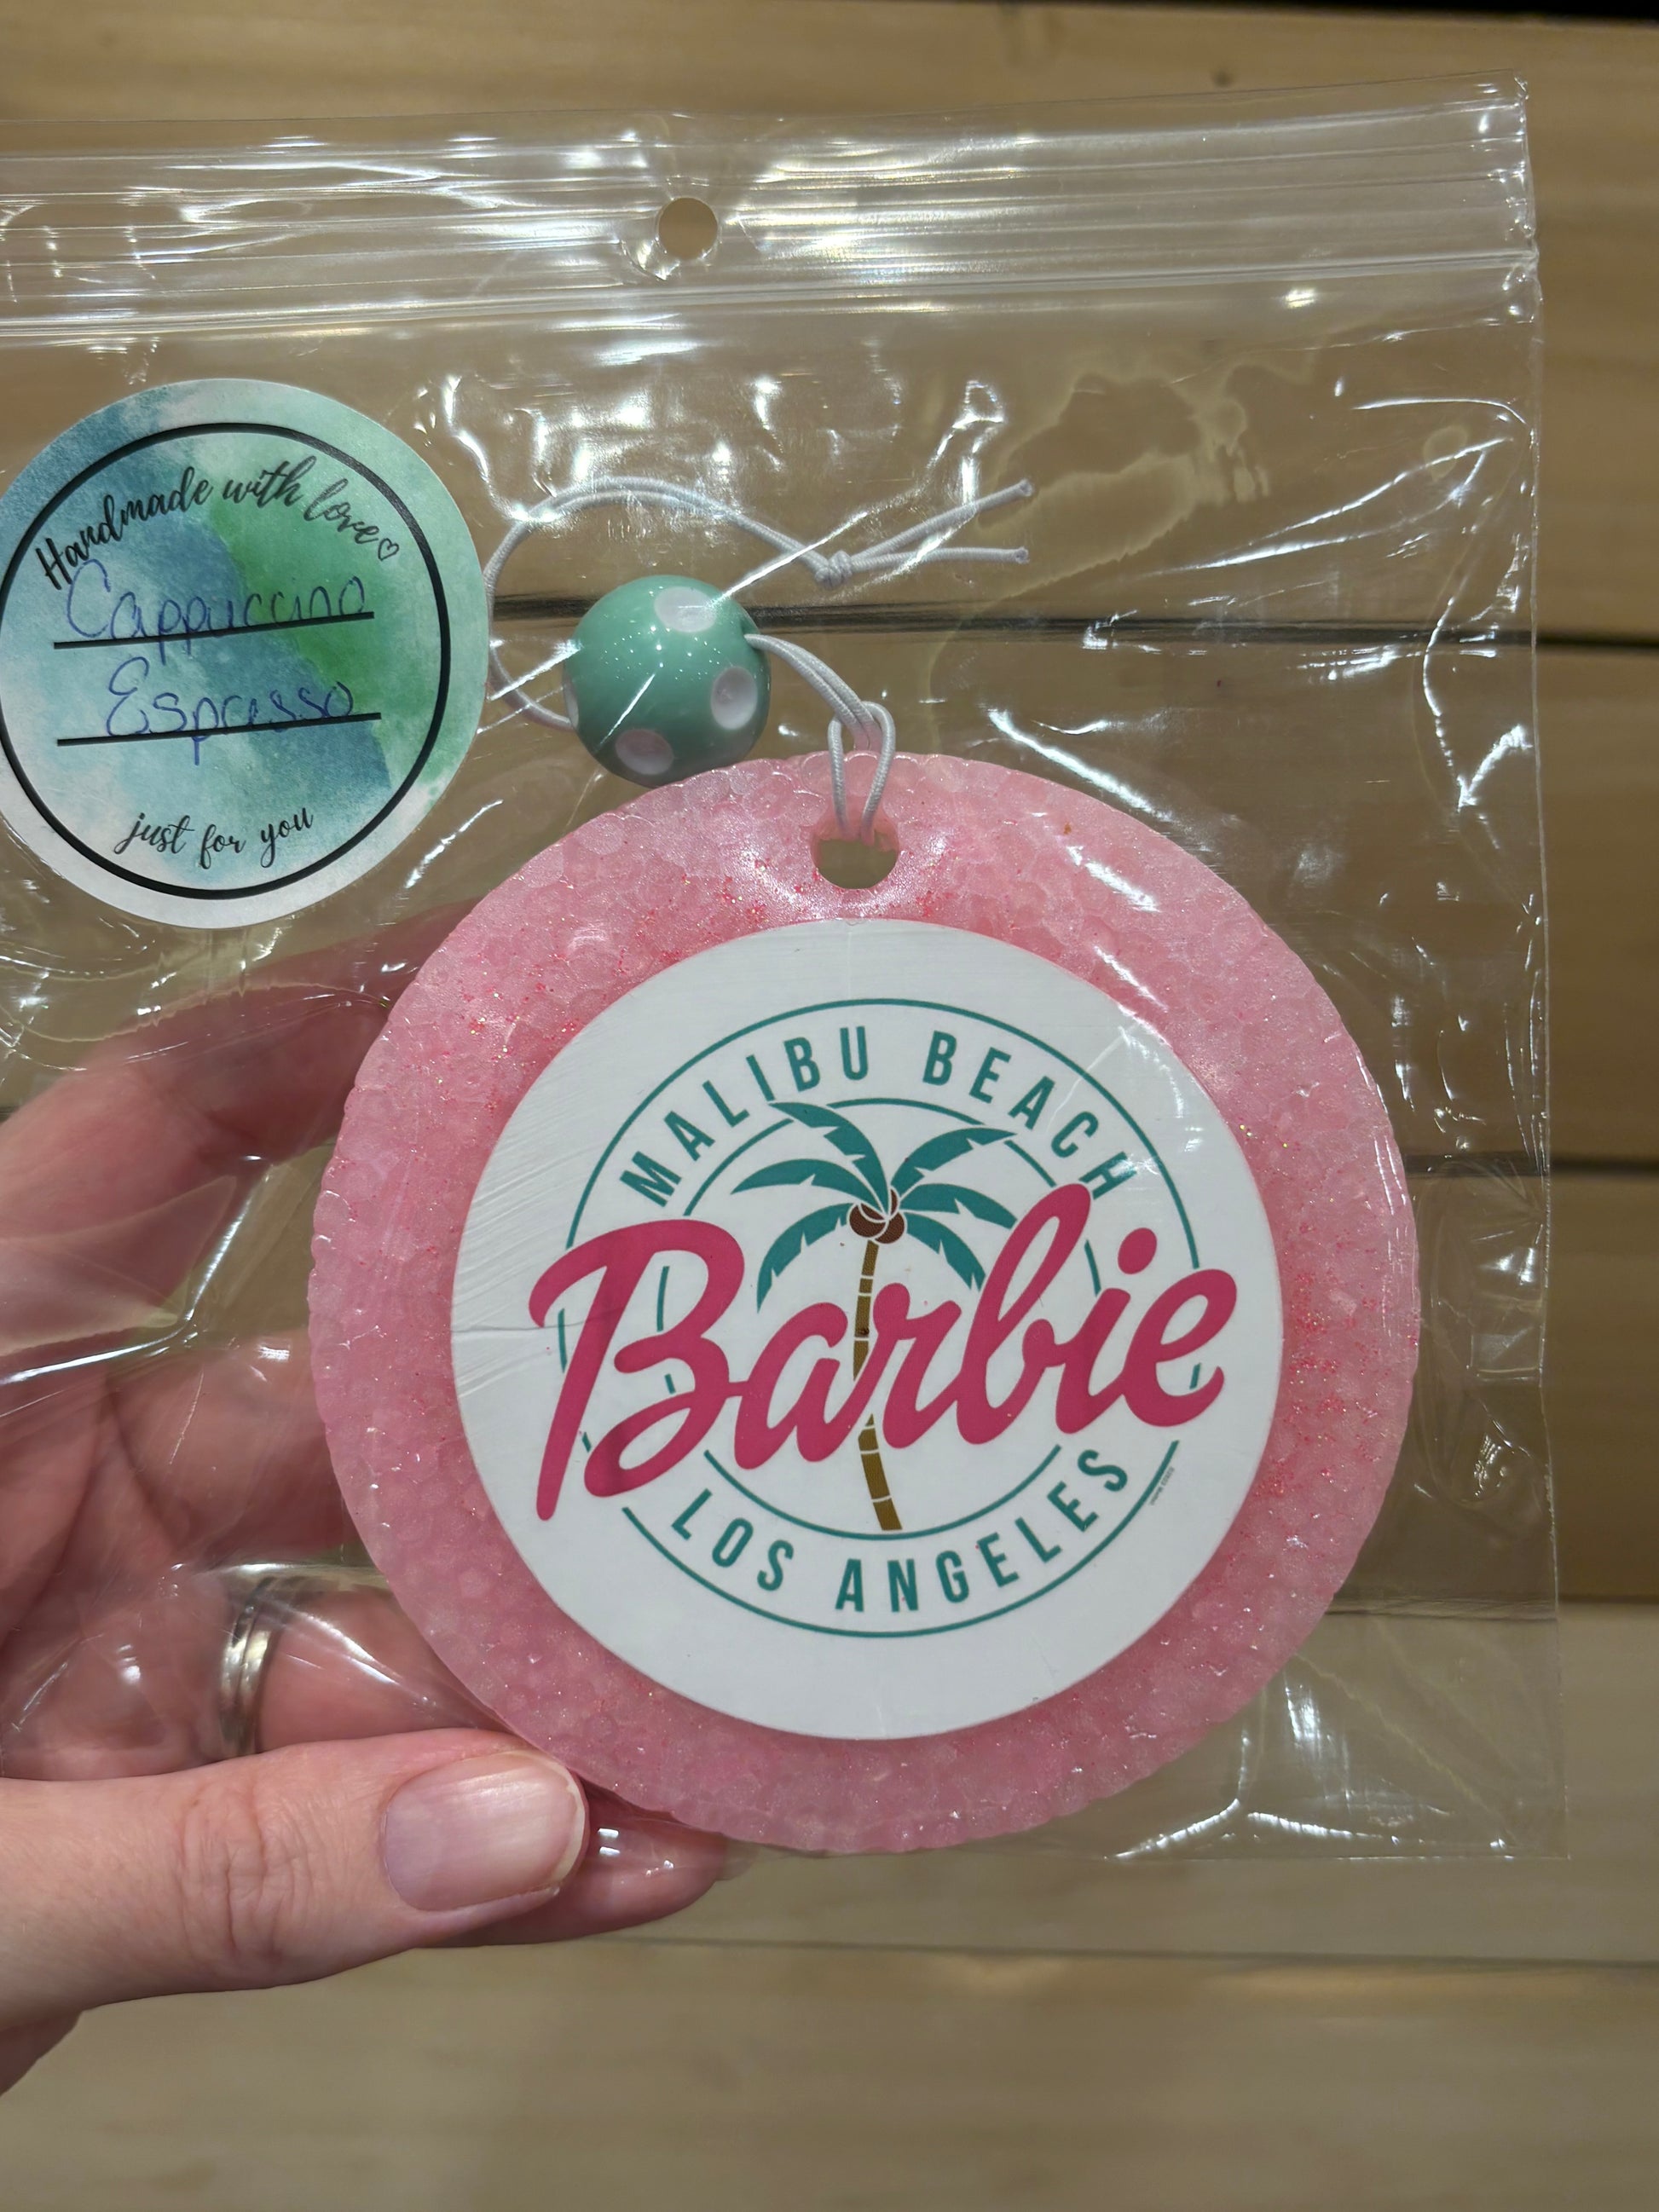 Handmade with love♡
Cappuccino
Espresso
just for you
MALIBU BEACH
Barbie
LOS ANGELES